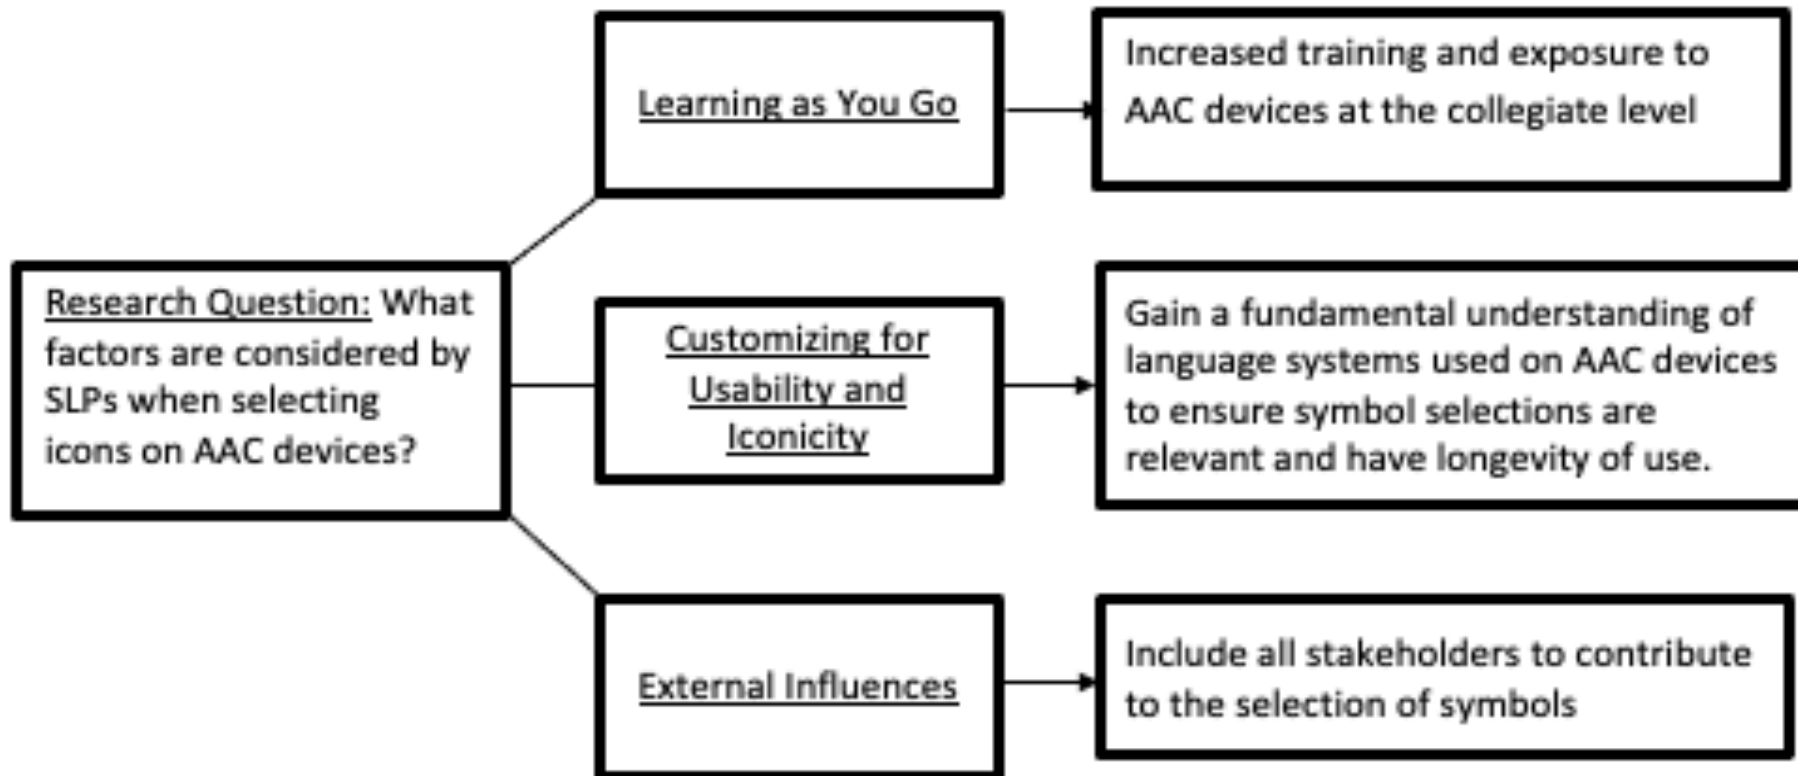 Learning as You Go
Increased training and exposure to
AAC devices at the collegiate level
Research Question: What
factors are considered by
SLPs when selecting
icons on AAC devices?
Customizing for
Usability and
Iconicity
Gain a fundamental understanding of
language systems used on AAC devices
to ensure symbol selections are
relevant and have longevity of use.
External Influences
Include all stakeholders to contribute
to the selection of symbols